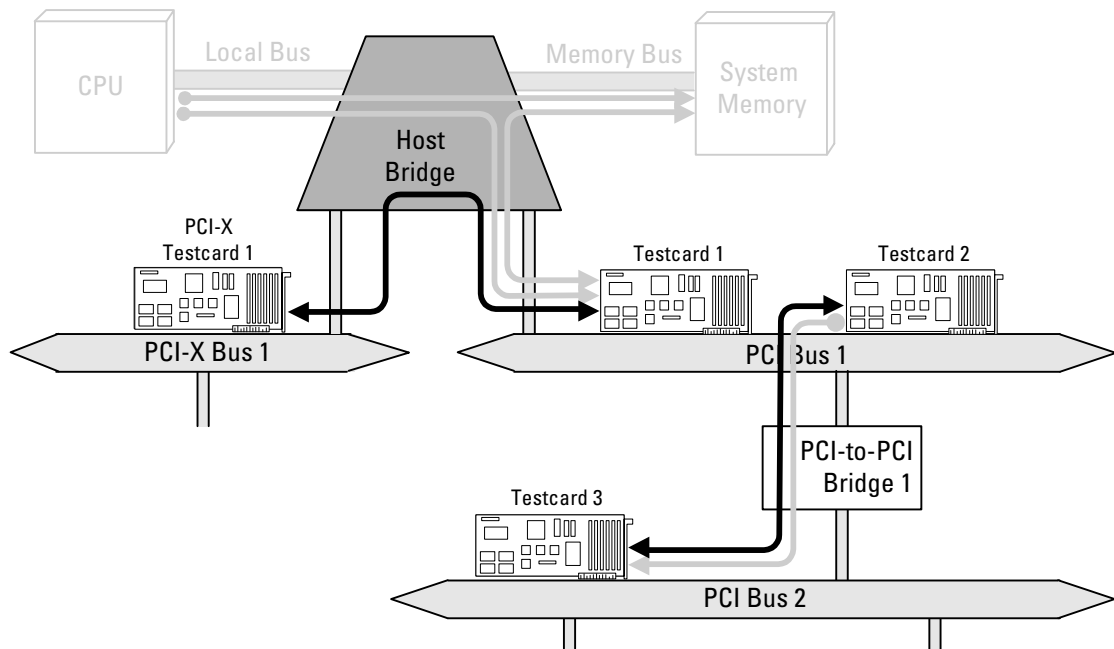 Local Bus
Memory Bus
CPU
System
Memory
Host
Bridge
PCI-X
Testcard 1
Testcard 1
Testcard 2
PCI-X Bus 1
PCI Bus 1
PCI-to-PCI
Bridge 1
Testcard 3
PCI Bus 2